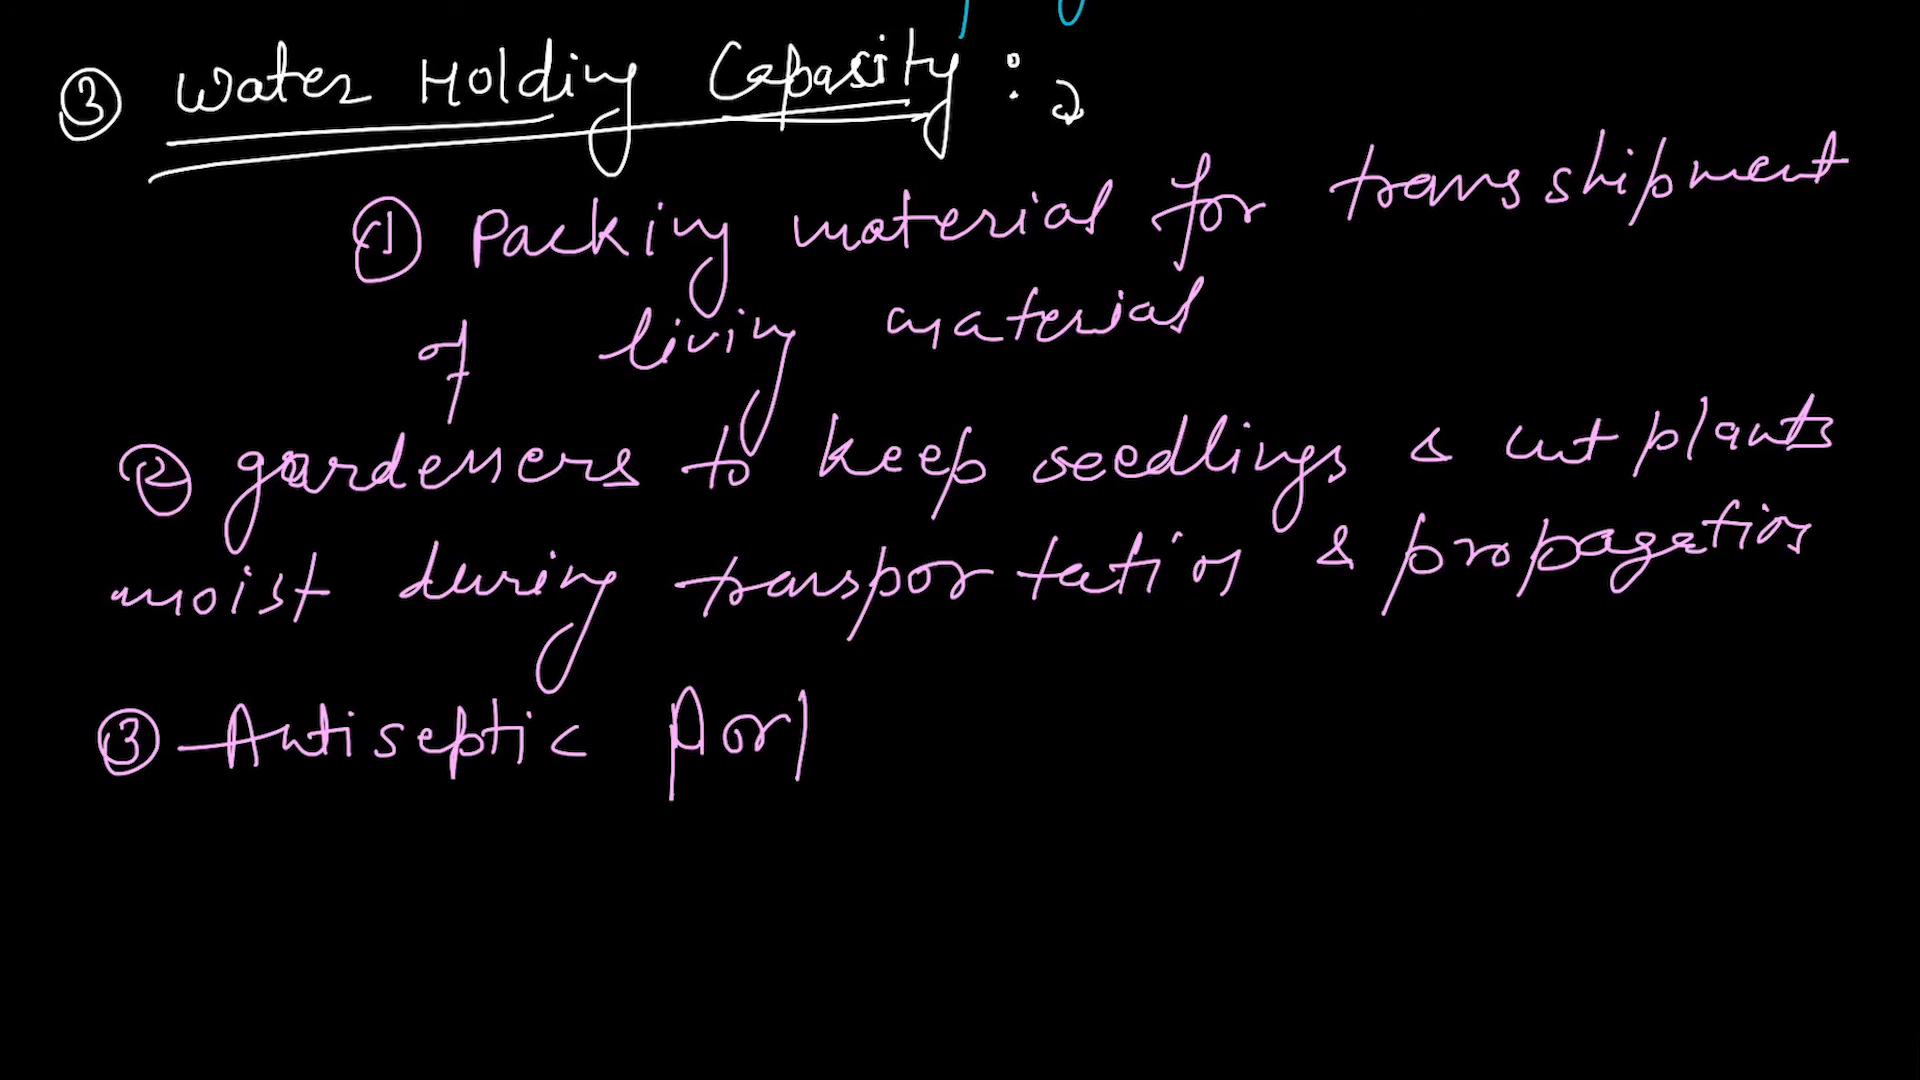 ③ Water Holding Capasity :
① Packing material for transshipment
of living material
② gardeners to keep seedlings & cut plants
moist during transportation & propagation
③ Antiseptic